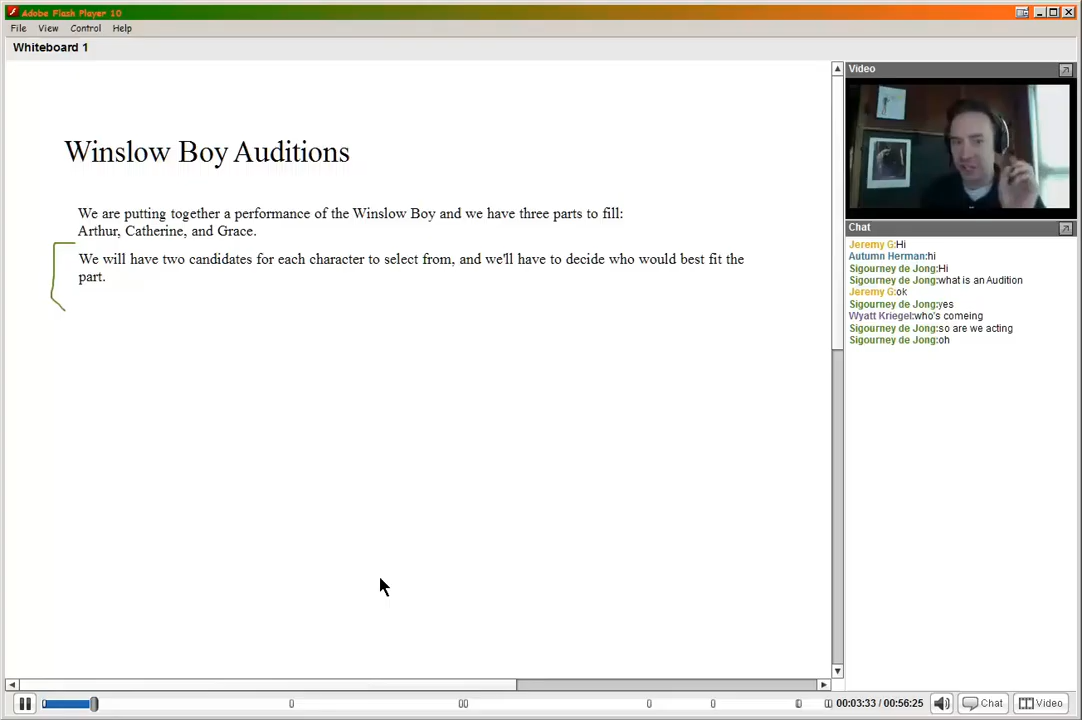 Adobe Flash Player 10
File View Control Help
Whiteboard 1
Winslow Boy Auditions
We are putting together a performance of the Winslow Boy and we have three parts to fill:
Arthur, Catherine, and Grace.
We will have two candidates for each character to select from, and we'll have to decide who would best fit the
part.
Video
Chat
Jeremy G:Hi
Autumn Herman:hi
Sigourney de Jong:Hi
Sigourney de Jong:what is an Audition
Jeremy G:ok
Sigourney de Jong:yes
Wyatt Kriegel:who's comeing
Sigourney de Jong:so are we acting
Sigourney de Jong:oh
00:03:33 / 00:56:25 Chat Video